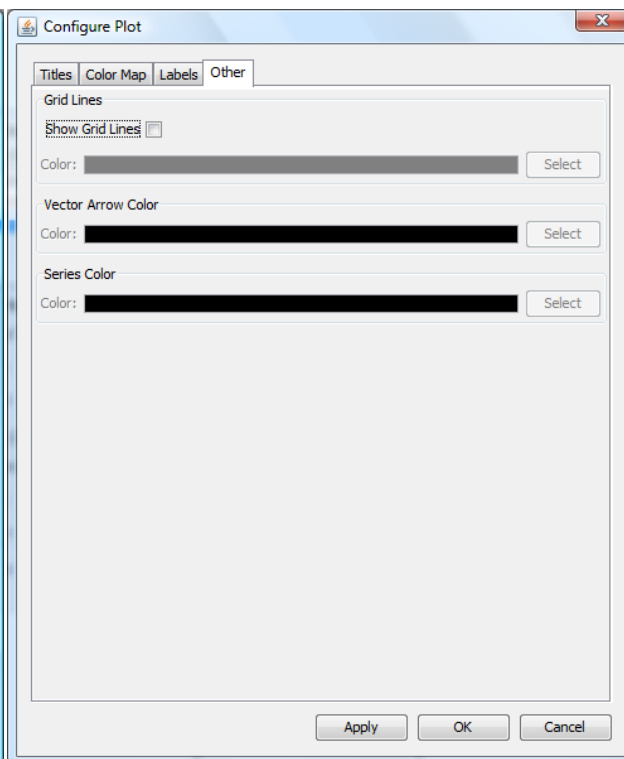 Configure Plot
Titles Color Map Labels Other
Grid Lines
Show Grid Lines
Color: Select
Vector Arrow Color
Color: Select
Series Color
Color: Select
Apply OK Cancel